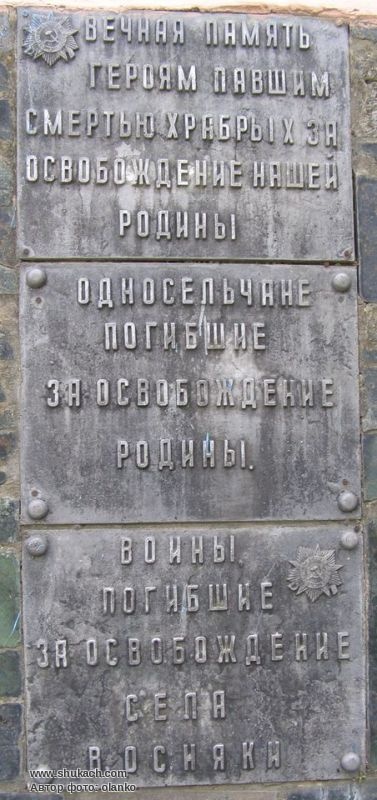 ВЕЧНАЯ ПАМЯТЬ
ГЕРОЯМ ПАВШИМ
СМЕРТЬЮ ХРАБРЫХ ЗА
ОСВОБОЖДЕНИЕ НАШЕЙ
РОДИНЫ
ОДНОСЕЛЬЧАНЕ
ПОГИБШИЕ
ЗА ОСВОБОЖДЕНИЕ
РОДИНЫ.
ВОИНЫ,
ПОГИБШИЕ
ЗА ОСВОБОЖДЕНИЕ
СЕЛА
В.ОСНЯКИ
www.shukach.com
Автор фото: olanko